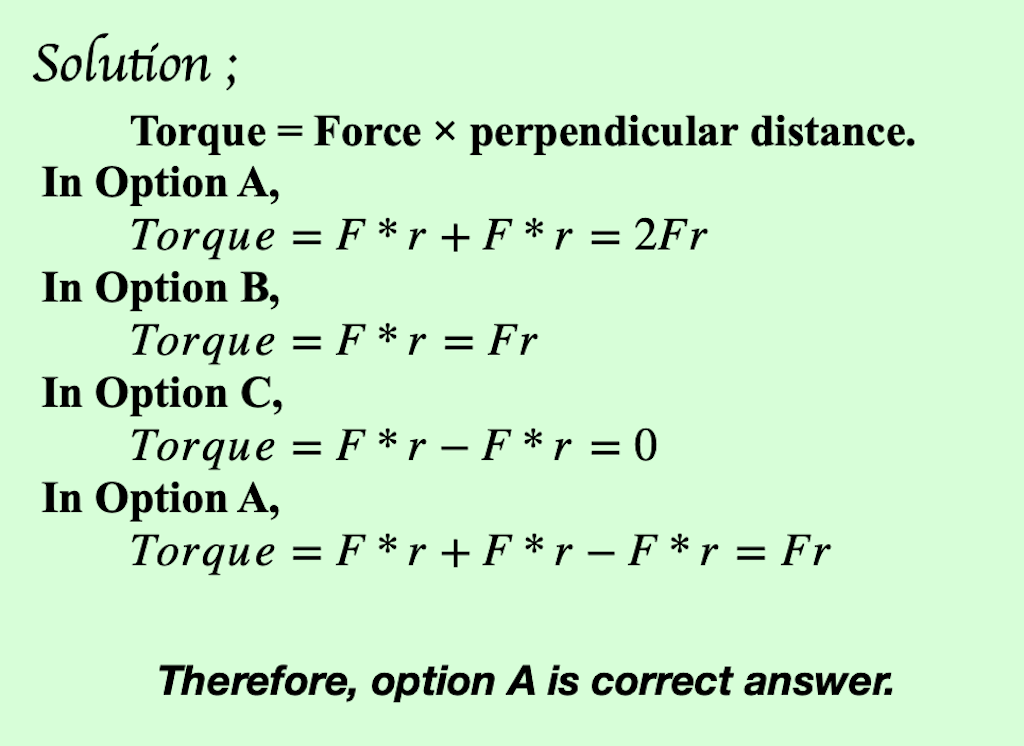 Solution ;
Torque = Force × perpendicular distance.
In Option A,
Torque = F * r + F * r = 2Fr
In Option B,
Torque = F * r = Fr
In Option C,
Torque = F * r − F * r = 0
In Option A,
Torque = F * r + F * r − F * r = Fr
Therefore, option A is correct answer.